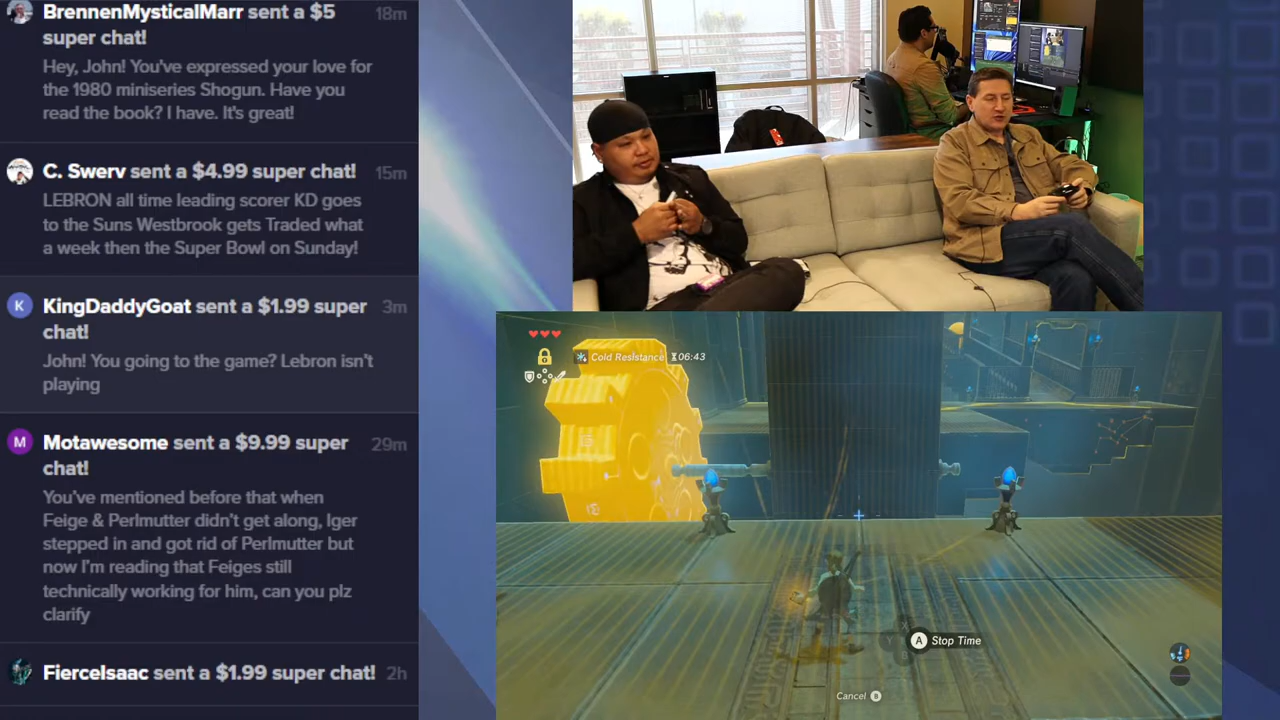 BrennenMysticalMarr sent a $5 18m
super chat!
Hey, John! You've expressed your love for
the 1980 miniseries Shogun. Have you
read the book? I have. It's great!
C. Swerv sent a $4.99 super chat! 15m
LEBRON all time leading scorer KD goes
to the Suns Westbrook gets Traded what
a week then the Super Bowl on Sunday!
K KingDaddyGoat sent a $1.99 super 3m
chat!
John! You going to the game? Lebron isn't
playing
M Motawesome sent a $9.99 super 29m
chat!
You've mentioned before that when
Feige & Perlmutter didn't get along, Iger
stepped in and got rid of Perlmutter but
now I'm reading that Feiges still
technically working for him, can you plz
clarify
FierceIsaac sent a $1.99 super chat! 2h
Cold Resistance 06:43
A Stop Time
Cancel B